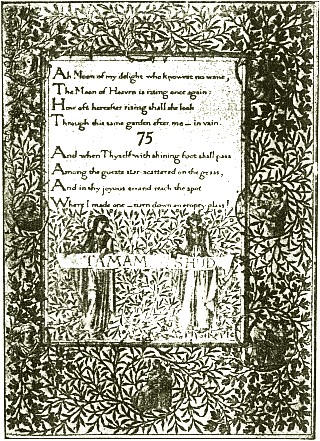 Ah Moon of my delight who knowest no wane,
The Moon of Heaven is rising once again:
How oft hereafter rising shall she look
Through this same garden after me — in vain.
75
And when Thyself with shining foot shall pass
Among the guests star-scattered on the grass,
And in thy joyous errand reach the spot
Where I made one — turn down an empty glass!
TAMAM SHUD